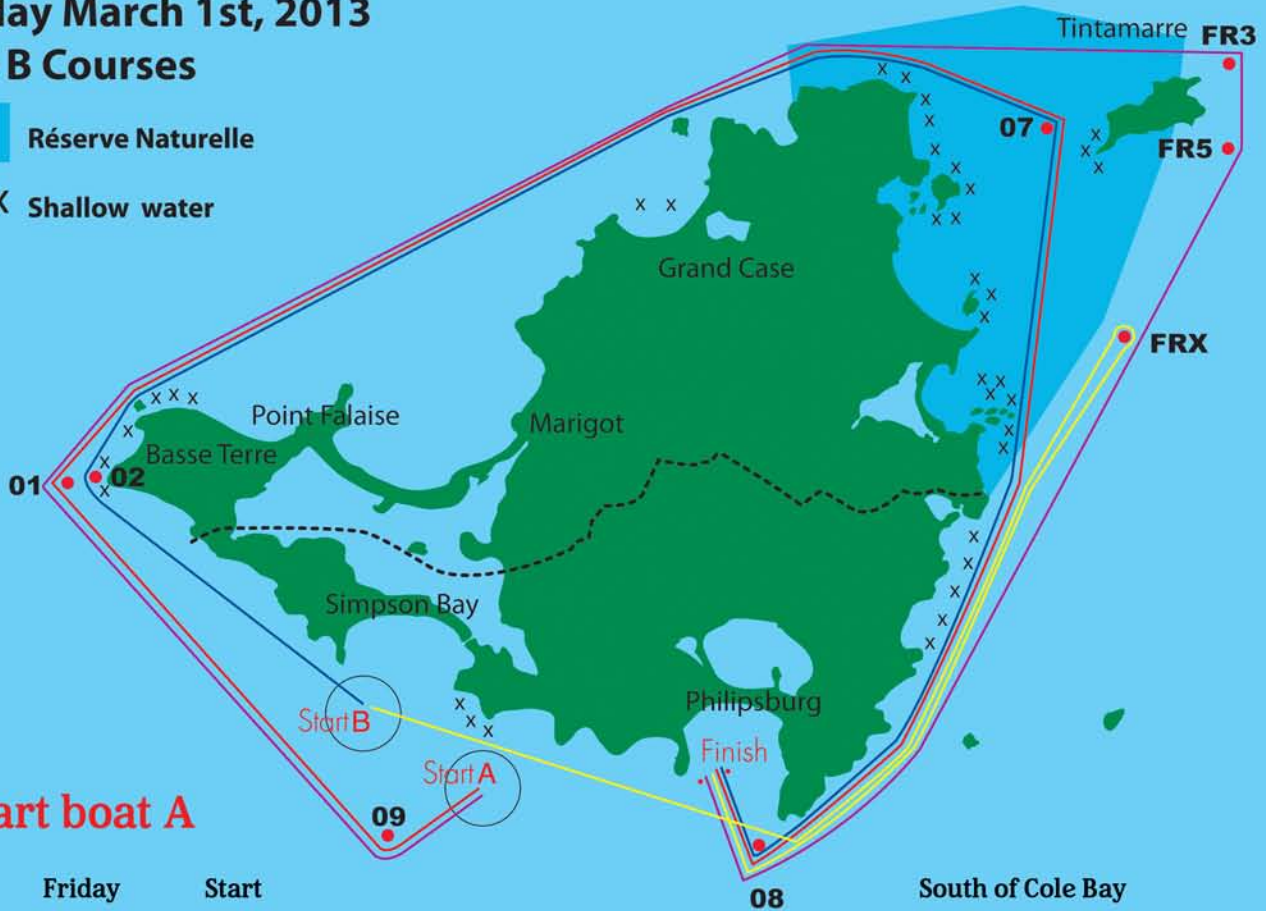 day March 1st, 2013
B Courses
Réserve Naturelle
X Shallow water
Tintamarre
FR3
07
FR5
Grand Case
FRX
Point Falaise
Marigot
Basse Terre
01
02
Simpson Bay
Philipsburg
Start B
Finish
Start A
09
art boat A
08
Friday Start South of Cole Bay